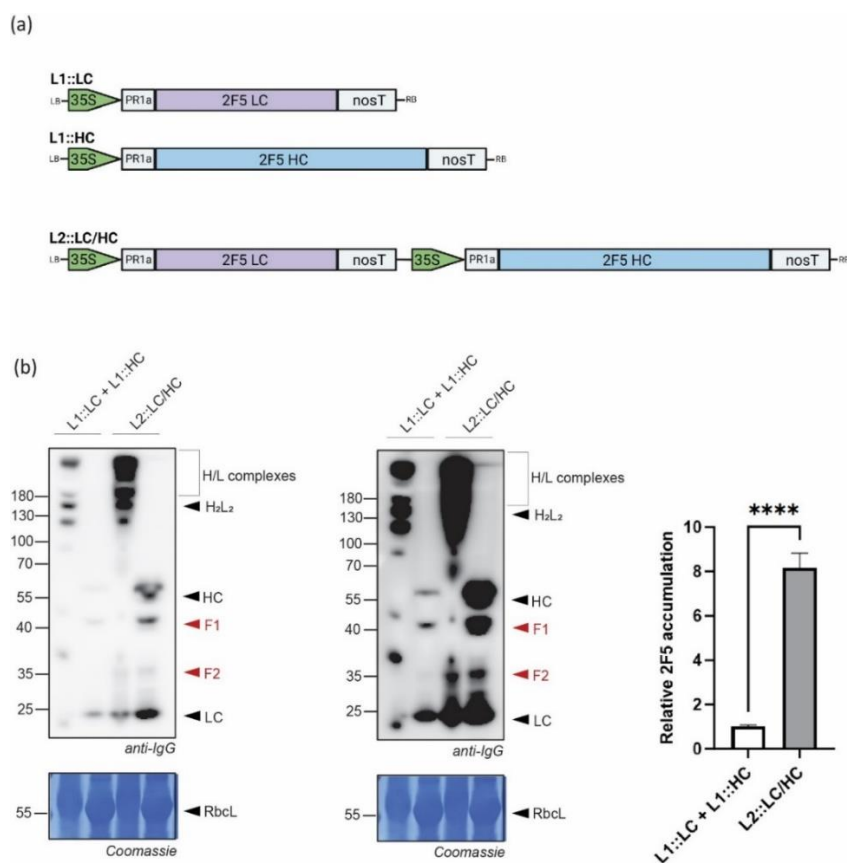 (a)
L1::LC
LB 35S PR1a 2F5 LC nosT RB
L1::HC
LB 35S PR1a 2F5 HC nosT RB
L2::LC/HC
LB 35S PR1a 2F5 LC nosT 35S PR1a 2F5 HC nosT
(b)
L1::LC + L1::HC
L2::LC/HC
180
130
100
70
55
40
35
25
H/L complexes
H₂L₂
HC
F1
F2
LC
anti-IgG
55
RbcL
Coomassie
L1::LC + L1::HC
L2::LC/HC
180
130
100
70
55
40
35
25
H/L complexes
H₂L₂
HC
F1
F2
LC
anti-IgG
55
RbcL
Coomassie
Relative 2F5 accumulation
10
8
6
4
2
0
****
L1::LC + L1::HC
L2::LC/HC